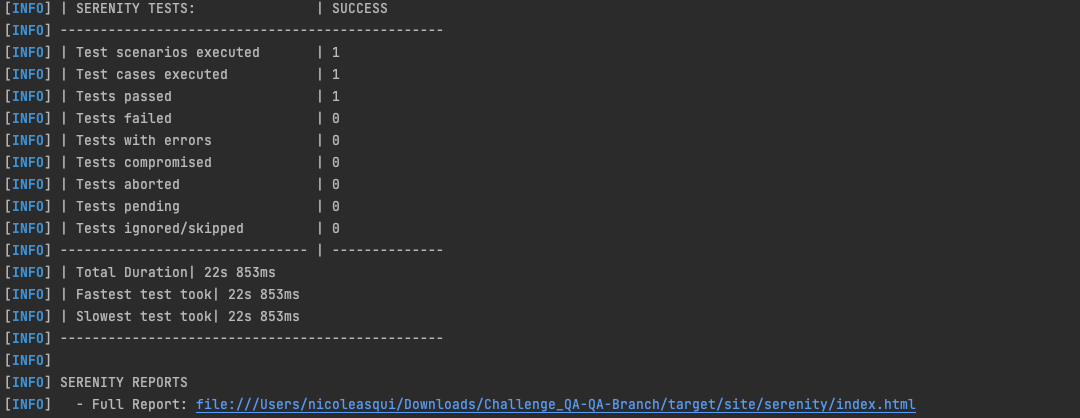 [INFO] | SERENITY TESTS:               | SUCCESS
[INFO] ------------------------------------------------
[INFO] | Test scenarios executed       | 1
[INFO] | Test cases executed           | 1
[INFO] | Tests passed                  | 1
[INFO] | Tests failed                  | 0
[INFO] | Tests with errors             | 0
[INFO] | Tests compromised             | 0
[INFO] | Tests aborted                 | 0
[INFO] | Tests pending                 | 0
[INFO] | Tests ignored/skipped         | 0
[INFO] ------------------------------- | --------------
[INFO] | Total Duration| 22s 853ms
[INFO] | Fastest test took| 22s 853ms
[INFO] | Slowest test took| 22s 853ms
[INFO] ------------------------------------------------
[INFO]
[INFO] SERENITY REPORTS
[INFO]   - Full Report: file:///Users/nicoleasqui/Downloads/Challenge_QA-QA-Branch/target/site/serenity/index.html